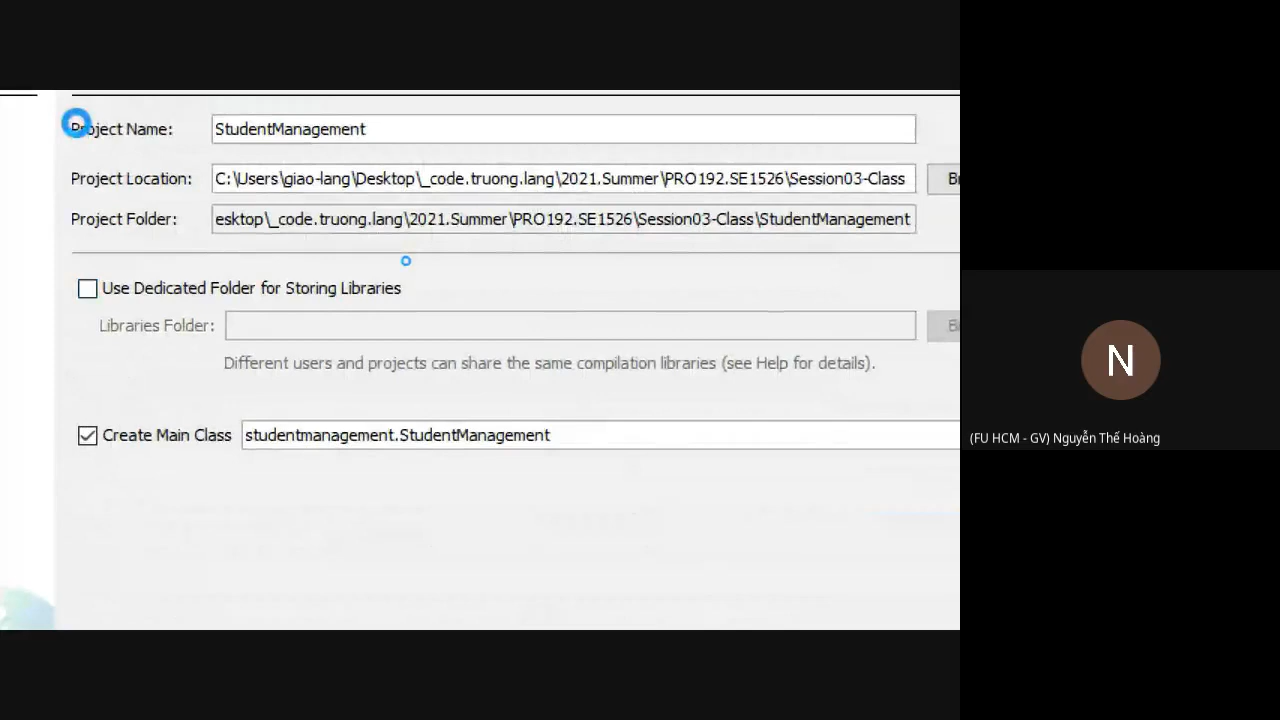 Project Name: StudentManagement
Project Location: C:\Users\giao-lang\Desktop\_code.truong.lang\2021.Summer\PRO192.SE1526\Session03-Class
Project Folder: esktop\_code.truong.lang\2021.Summer\PRO192.SE1526\Session03-Class\StudentManagement
Use Dedicated Folder for Storing Libraries
Libraries Folder:
Different users and projects can share the same compilation libraries (see Help for details).
Create Main Class studentmanagement.StudentManagement
N
(FU HCM - GV) Nguyễn Thế Hoàng